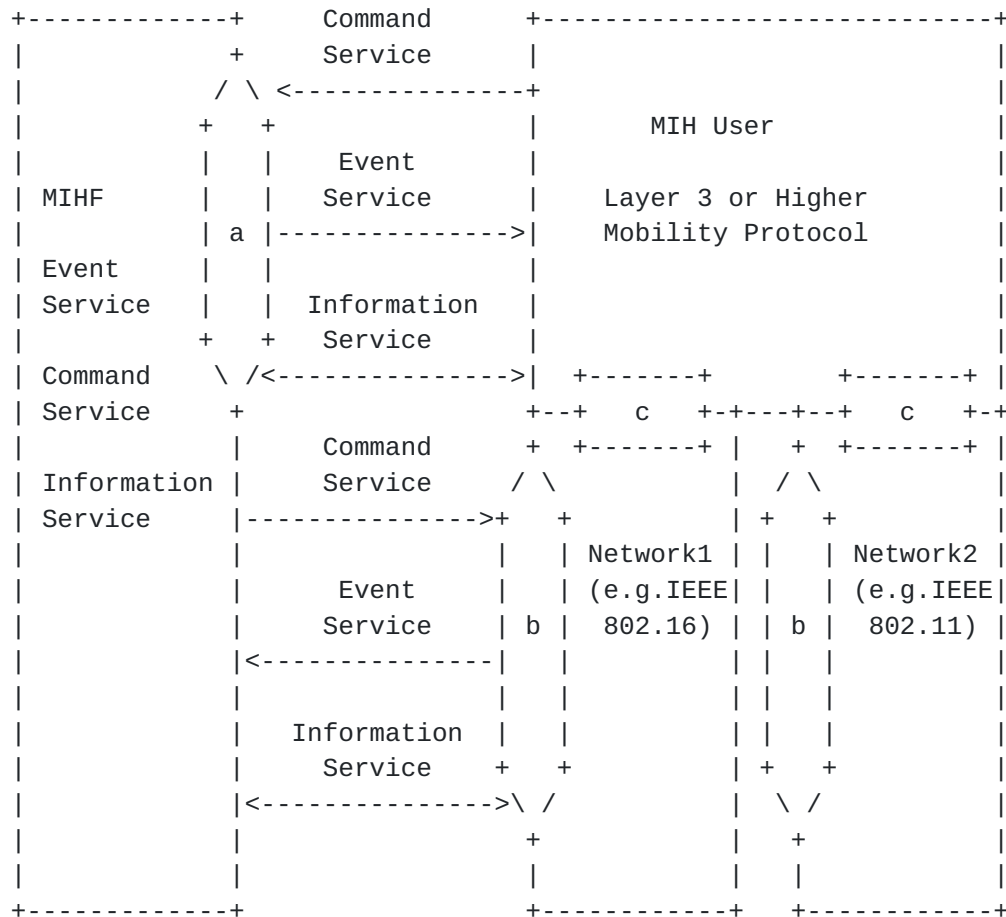 Command
Service
MIH User
Event
MIHF Service Layer 3 or Higher
a Mobility Protocol
Event
Service Information
Service
Command
Service c c
Command
Information Service
Service
Network1 Network2
Event (e.g.IEEE (e.g.IEEE
Service b 802.16) b 802.11)
Information
Service